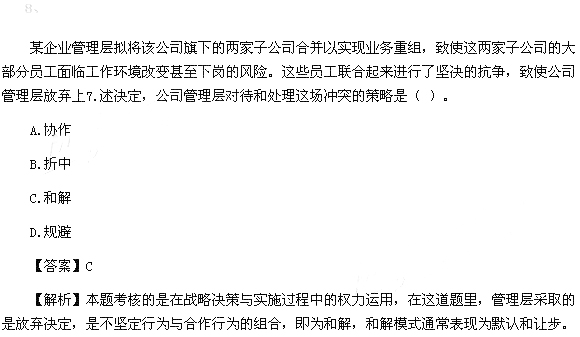 8、
某企业管理层拟将该公司旗下的两家子公司合并以实现业务重组，致使这两家子公司的大
部分员工面临工作环境改变甚至下岗的风险。这些员工联合起来进行了坚决的抗争，致使公司
管理层放弃上7.述决定，公司管理层对待和处理这场冲突的策略是（ ）。
A.协作
B.折中
C.和解
D.规避
【答案】C
【解析】本题考核的是在战略决策与实施过程中的权力运用，在这道题里，管理层采取的
是放弃决定，是不坚定行为与合作行为的组合，即为和解，和解模式通常表现为默认和让步。